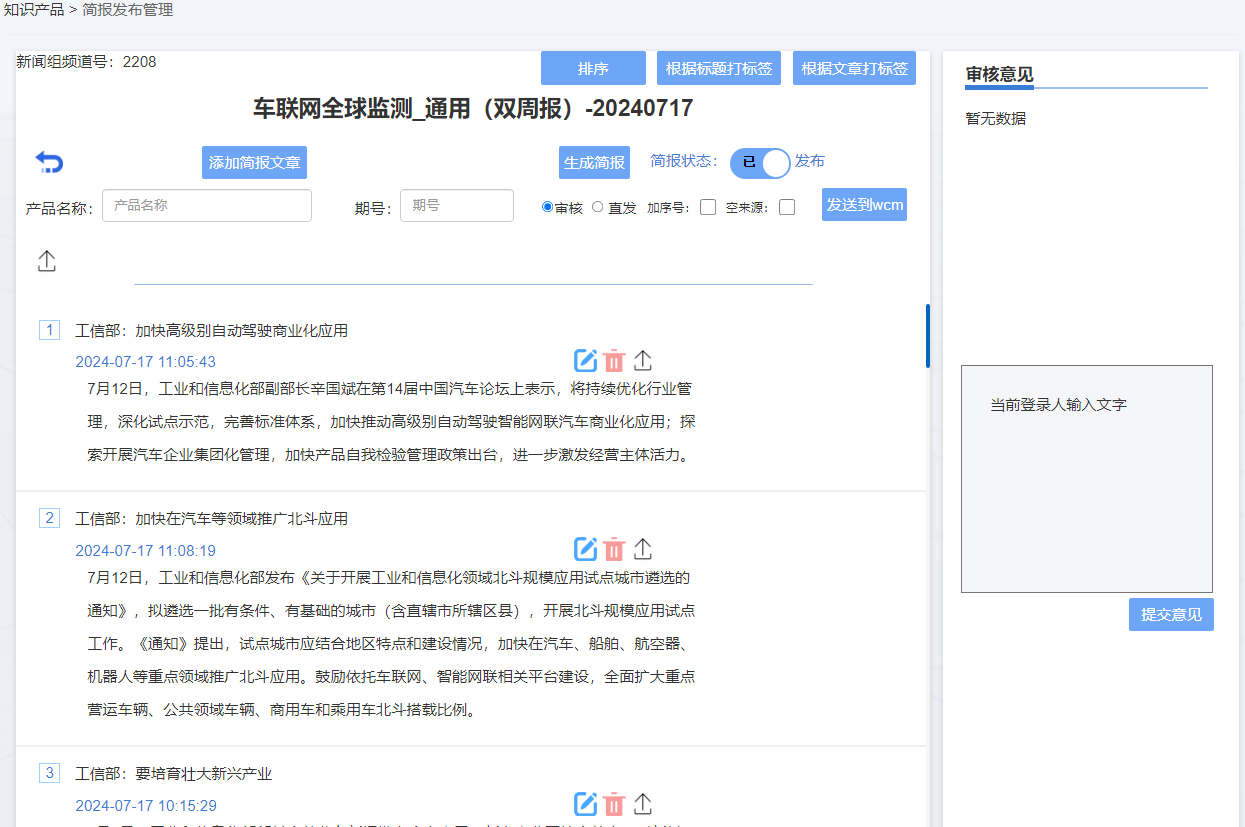 知识产品 > 简报发布管理
新闻组频道号：2208
排序 根据标题打标签 根据文章打标签
车联网全球监测_通用（双周报）-20240717
添加简报文章 生成简报 简报状态： 已 发布
产品名称： 产品名称 期号： 期号 审核 直发 加序号： 空来源： 发送到wcm
1 工信部：加快高级别自动驾驶商业化应用
2024-07-17 11:05:43
7月12日，工业和信息化部副部长辛国斌在第14届中国汽车论坛上表示，将持续优化行业管
理，深化试点示范，完善标准体系，加快推动高级别自动驾驶智能网联汽车商业化应用；探
索开展汽车企业集团化管理，加快产品自我检验管理政策出台，进一步激发经营主体活力。
2 工信部：加快在汽车等领域推广北斗应用
2024-07-17 11:08:19
7月12日，工业和信息化部发布《关于开展工业和信息化领域北斗规模应用试点城市遴选的
通知》，拟遴选一批有条件、有基础的城市（含直辖市所辖区县），开展北斗规模应用试点
工作。《通知》提出，试点城市应结合地区特点和建设情况，加快在汽车、船舶、航空器、
机器人等重点领域推广北斗应用。鼓励依托车联网、智能网联相关平台建设，全面扩大重点
营运车辆、公共领域车辆、商用车和乘用车北斗搭载比例。
3 工信部：要培育壮大新兴产业
2024-07-17 10:15:29
审核意见
暂无数据
当前登录人输入文字
提交意见